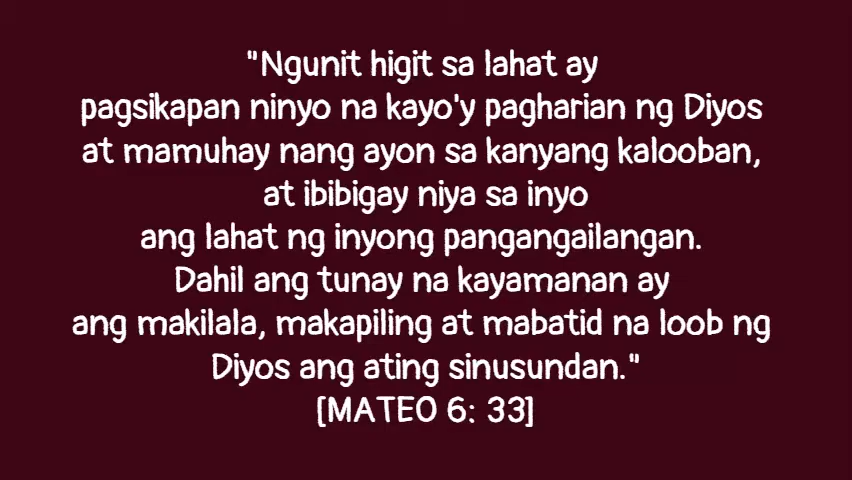 "Ngunit higit sa lahat ay
pagsikapan ninyo na kayo'y pagharian ng Diyos
at mamuhay nang ayon sa kanyang kalooban,
at ibibigay niya sa inyo
ang lahat ng inyong pangangailangan.
Dahil ang tunay na kayamanan ay
ang makilala, makapiling at mabatid na loob ng
Diyos ang ating sinusundan."
[MATEO 6: 33]